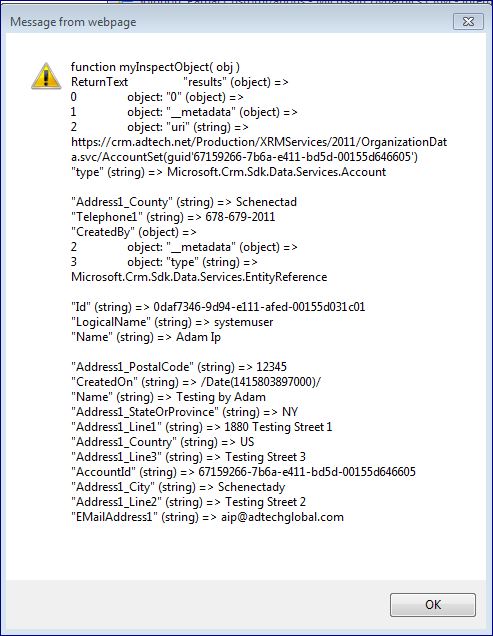 Message from webpage
function myInspectObject( obj )
ReturnText "results" (object) =>
0 object: "0" (object) =>
1 object: "__metadata" (object) =>
2 object: "uri" (string) =>
https://crm.adtech.net/Production/XRMServices/2011/OrganizationDat
a.svc/AccountSet(guid'67159266-7b6a-e411-bd5d-00155d646605')
"type" (string) => Microsoft.Crm.Sdk.Data.Services.Account
"Address1_County" (string) => Schenectad
"Telephone1" (string) => 678-679-2011
"CreatedBy" (object) =>
2 object: "__metadata" (object) =>
3 object: "type" (string) =>
Microsoft.Crm.Sdk.Data.Services.EntityReference
"Id" (string) => 0daf7346-9d94-e111-afed-00155d031c01
"LogicalName" (string) => systemuser
"Name" (string) => Adam Ip
"Address1_PostalCode" (string) => 12345
"CreatedOn" (string) => /Date(1415803897000)/
"Name" (string) => Testing by Adam
"Address1_StateOrProvince" (string) => NY
"Address1_Line1" (string) => 1880 Testing Street 1
"Address1_Country" (string) => US
"Address1_Line3" (string) => Testing Street 3
"AccountId" (string) => 67159266-7b6a-e411-bd5d-00155d646605
"Address1_City" (string) => Schenectady
"Address1_Line2" (string) => Testing Street 2
"EMailAddress1" (string) => aip@adtechglobal.com
OK